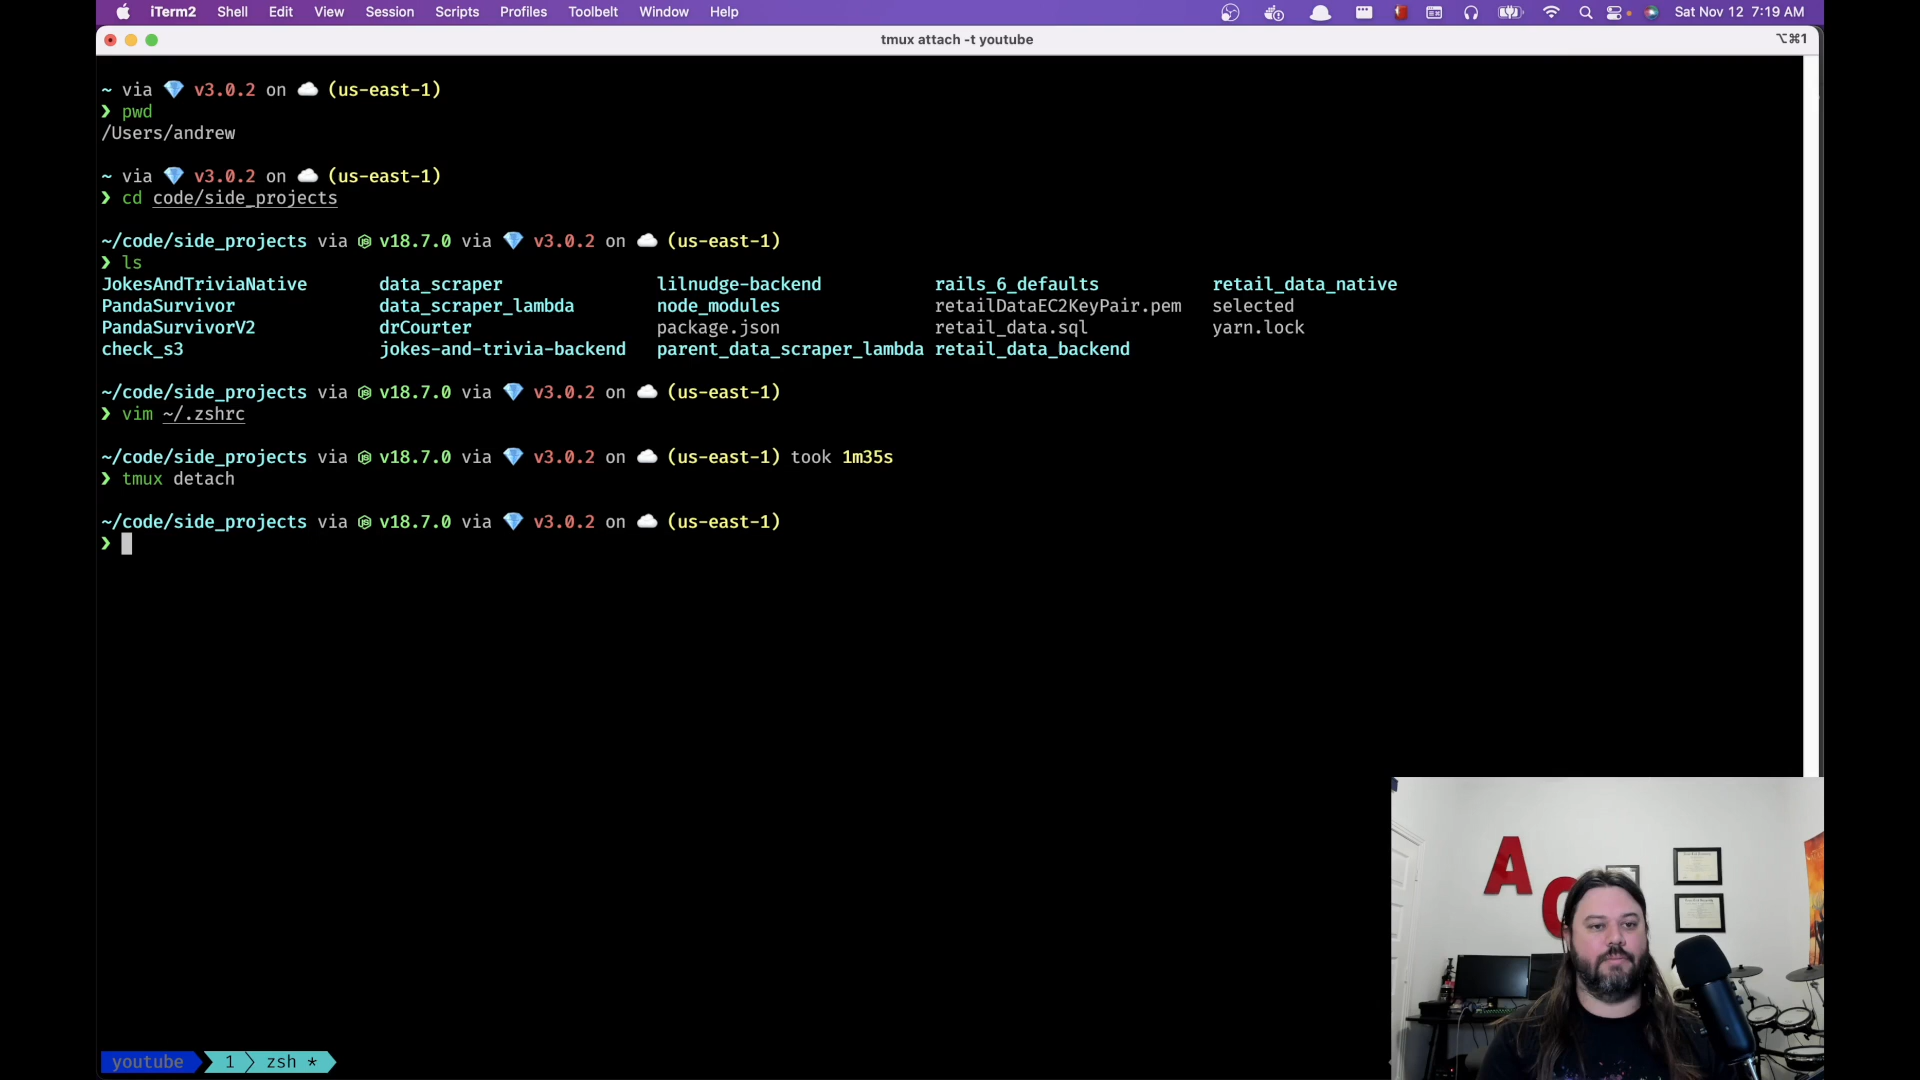 iTerm2 Shell Edit View Session Scripts Profiles Toolbelt Window Help Sat Nov 12 7:19 AM
tmux attach -t youtube ⌥⌘1
~ via 💎 v3.0.2 on ☁️ (us-east-1)
❯ pwd
/Users/andrew
~ via 💎 v3.0.2 on ☁️ (us-east-1)
❯ cd code/side_projects
~/code/side_projects via v18.7.0 via 💎 v3.0.2 on ☁️ (us-east-1)
❯ ls
JokesAndTriviaNative data_scraper lilnudge-backend rails_6_defaults retail_data_native
PandaSurvivor data_scraper_lambda node_modules retailDataEC2KeyPair.pem selected
PandaSurvivorV2 drCourter package.json retail_data.sql yarn.lock
check_s3 jokes-and-trivia-backend parent_data_scraper_lambda retail_data_backend
~/code/side_projects via v18.7.0 via 💎 v3.0.2 on ☁️ (us-east-1)
❯ vim ~/.zshrc
~/code/side_projects via v18.7.0 via 💎 v3.0.2 on ☁️ (us-east-1) took 1m35s
❯ tmux detach
~/code/side_projects via v18.7.0 via 💎 v3.0.2 on ☁️ (us-east-1)
❯
A
youtube 1 zsh *